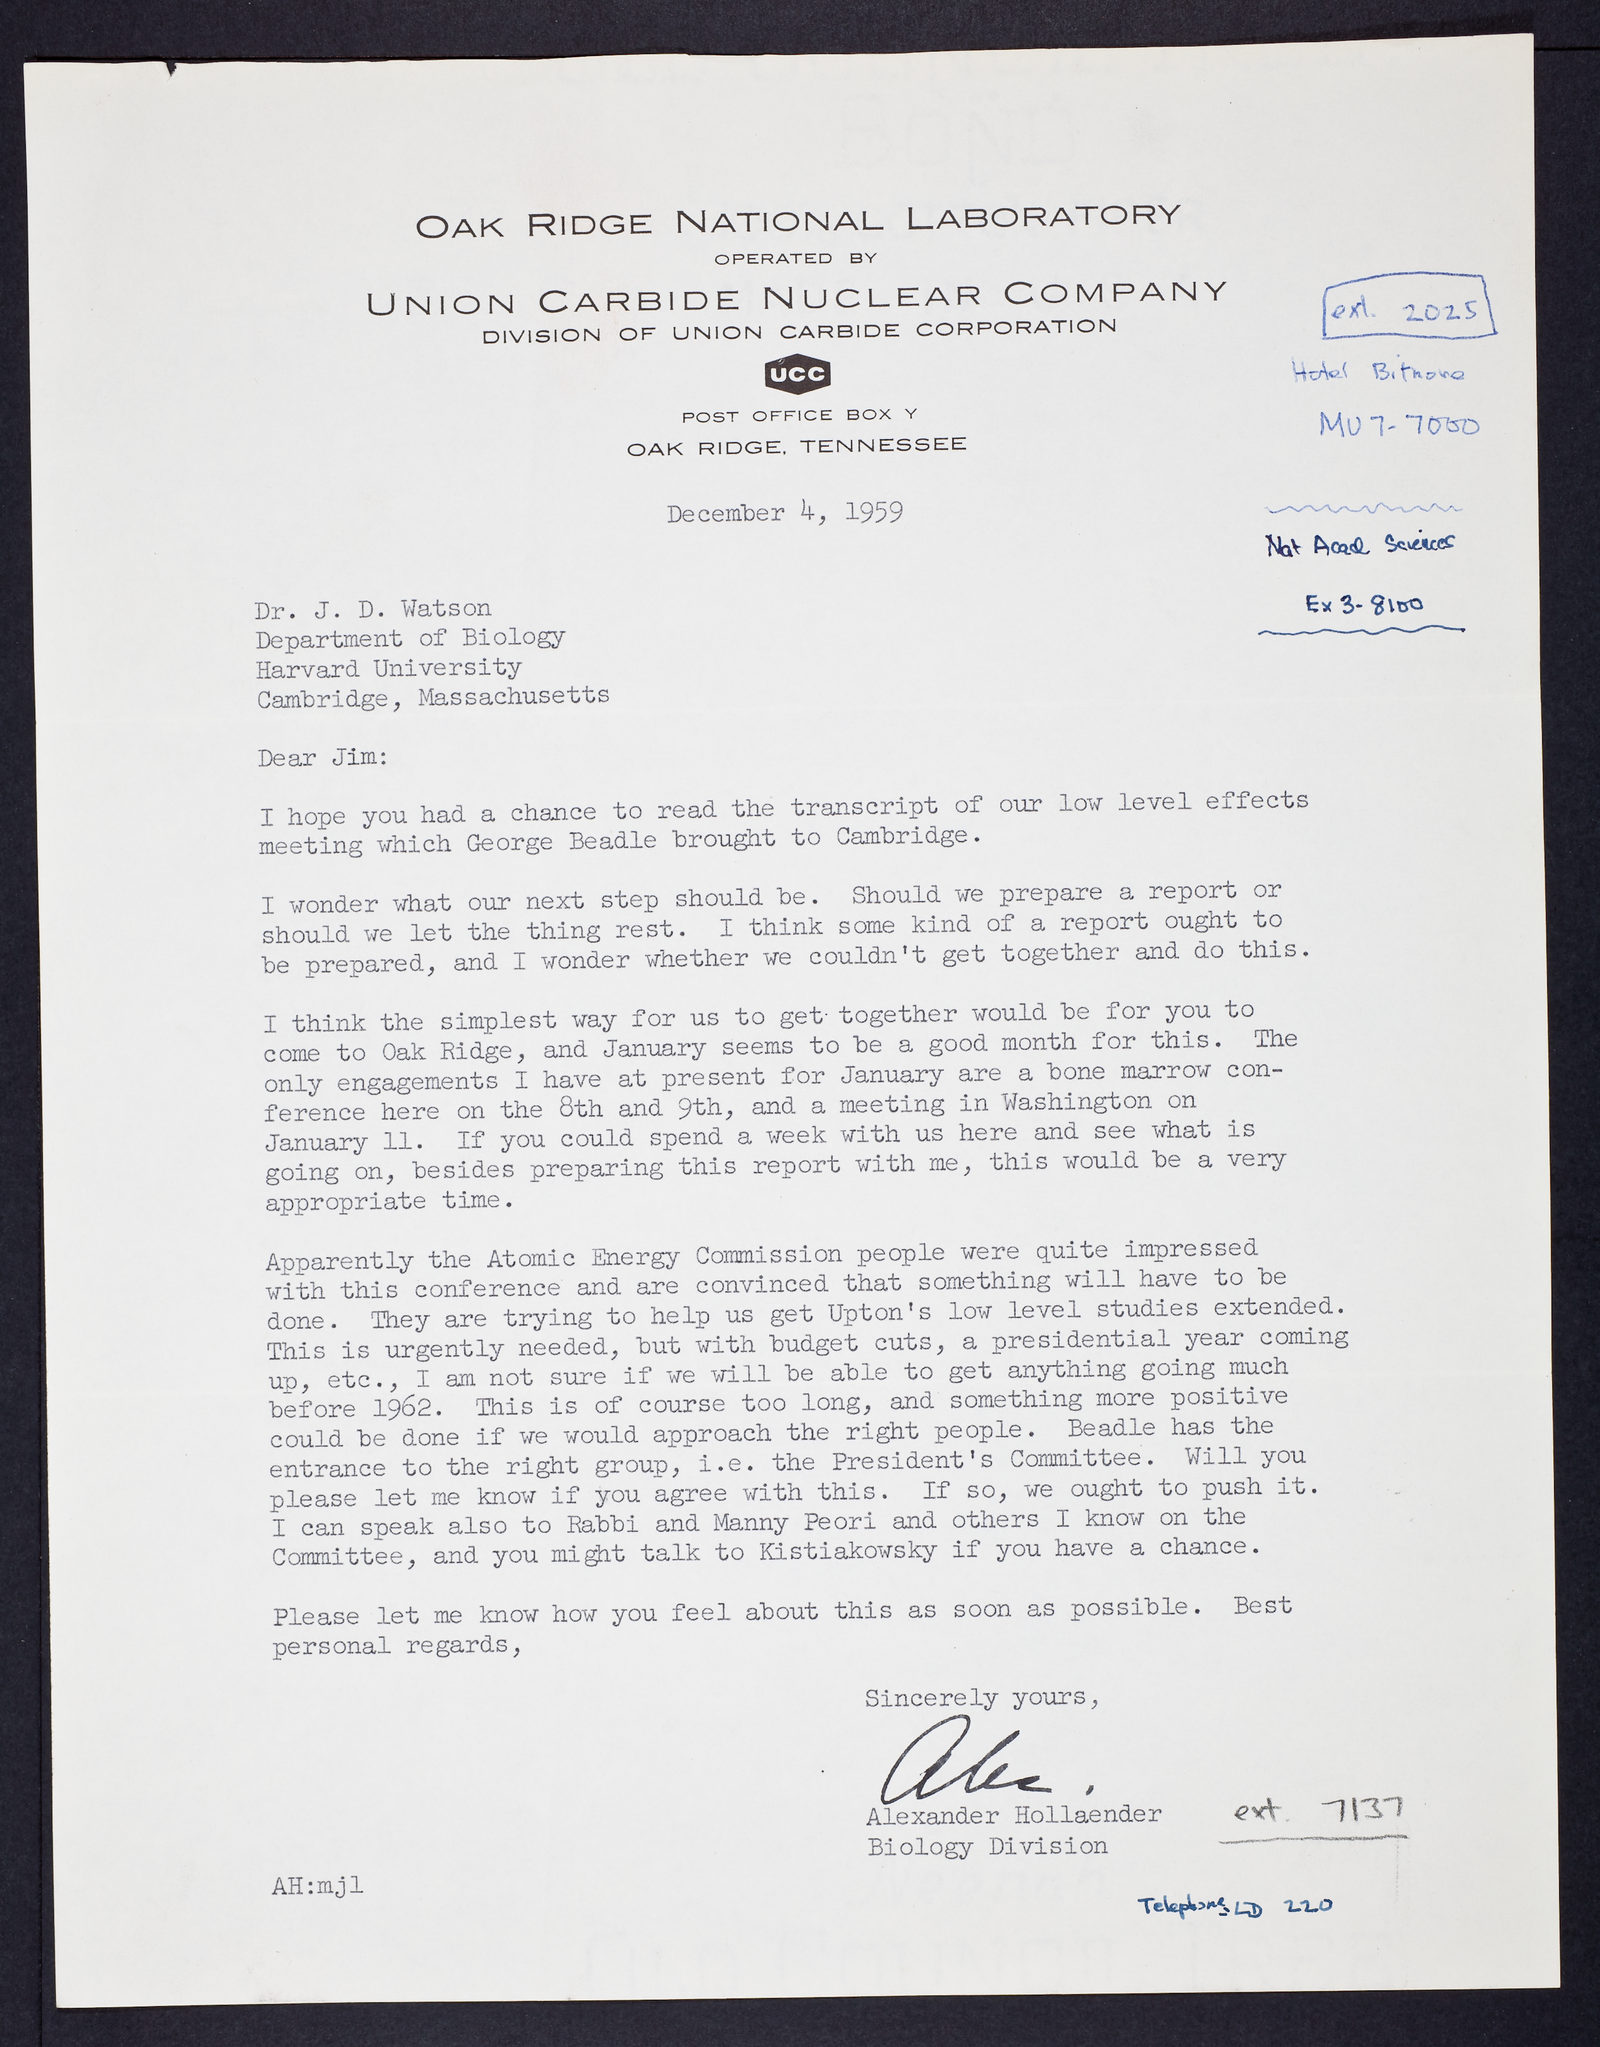 OAK RIDGE NATIONAL LABORATORY
OPERATED BY
UNION CARBIDE NUCLEAR COMPANY
DIVISION OF UNION CARBIDE CORPORATION
UCC
POST OFFICE BOX Y
OAK RIDGE, TENNESSEE
ext. 2025
Hotel
MU 7-7000
Nat Acad Sciences
Ex 3-8100
December 4, 1959
Dr. J. D. Watson
Department of Biology
Harvard University
Cambridge, Massachusetts
Dear Jim:
I hope you had a chance to read the transcript of our low level effects
meeting which George Beadle brought to Cambridge.
I wonder what our next step should be. Should we prepare a report or
should we let the thing rest. I think some kind of a report ought to
be prepared, and I wonder whether we couldn't get together and do this.
I think the simplest way for us to get together would be for you to
come to Oak Ridge, and January seems to be a good month for this. The
only engagements I have at present for January are a bone marrow con-
ference here on the 8th and 9th, and a meeting in Washington on
January 11. If you could spend a week with us here and see what is
going on, besides preparing this report with me, this would be a very
appropriate time.
Apparently the Atomic Energy Commission people were quite impressed
with this conference and are convinced that something will have to be
done. They are trying to help us get Upton's low level studies extended.
This is urgently needed, but with budget cuts, a presidential year coming
up, etc., I am not sure if we will be able to get anything going much
before 1962. This is of course too long, and something more positive
could be done if we would approach the right people. Beadle has the
entrance to the right group, i.e. the President's Committee. Will you
please let me know if you agree with this. If so, we ought to push it.
I can speak also to Rabbi and Manny Peori and others I know on the
Committee, and you might talk to Kistiakowsky if you have a chance.
Please let me know how you feel about this as soon as possible. Best
personal regards,
Sincerely yours,
Alex.
Alexander Hollaender
Biology Division
ext. 7137
AH:mjl
Telephone: LD 220